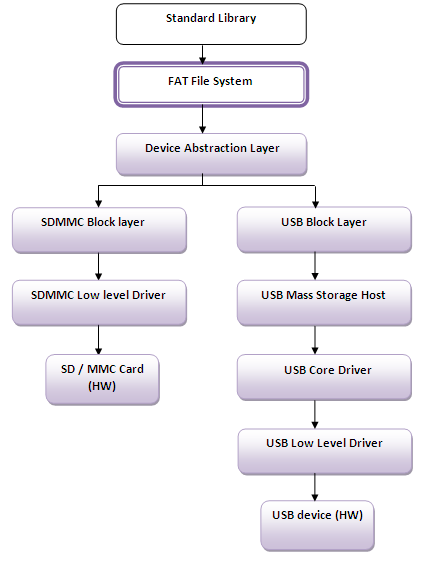 Standard Library
FAT File System
Device Abstraction Layer
SDMMC Block layer
USB Block Layer
SDMMC Low level Driver
USB Mass Storage Host
SD / MMC Card
(HW)
USB Core Driver
USB Low Level Driver
USB device (HW)